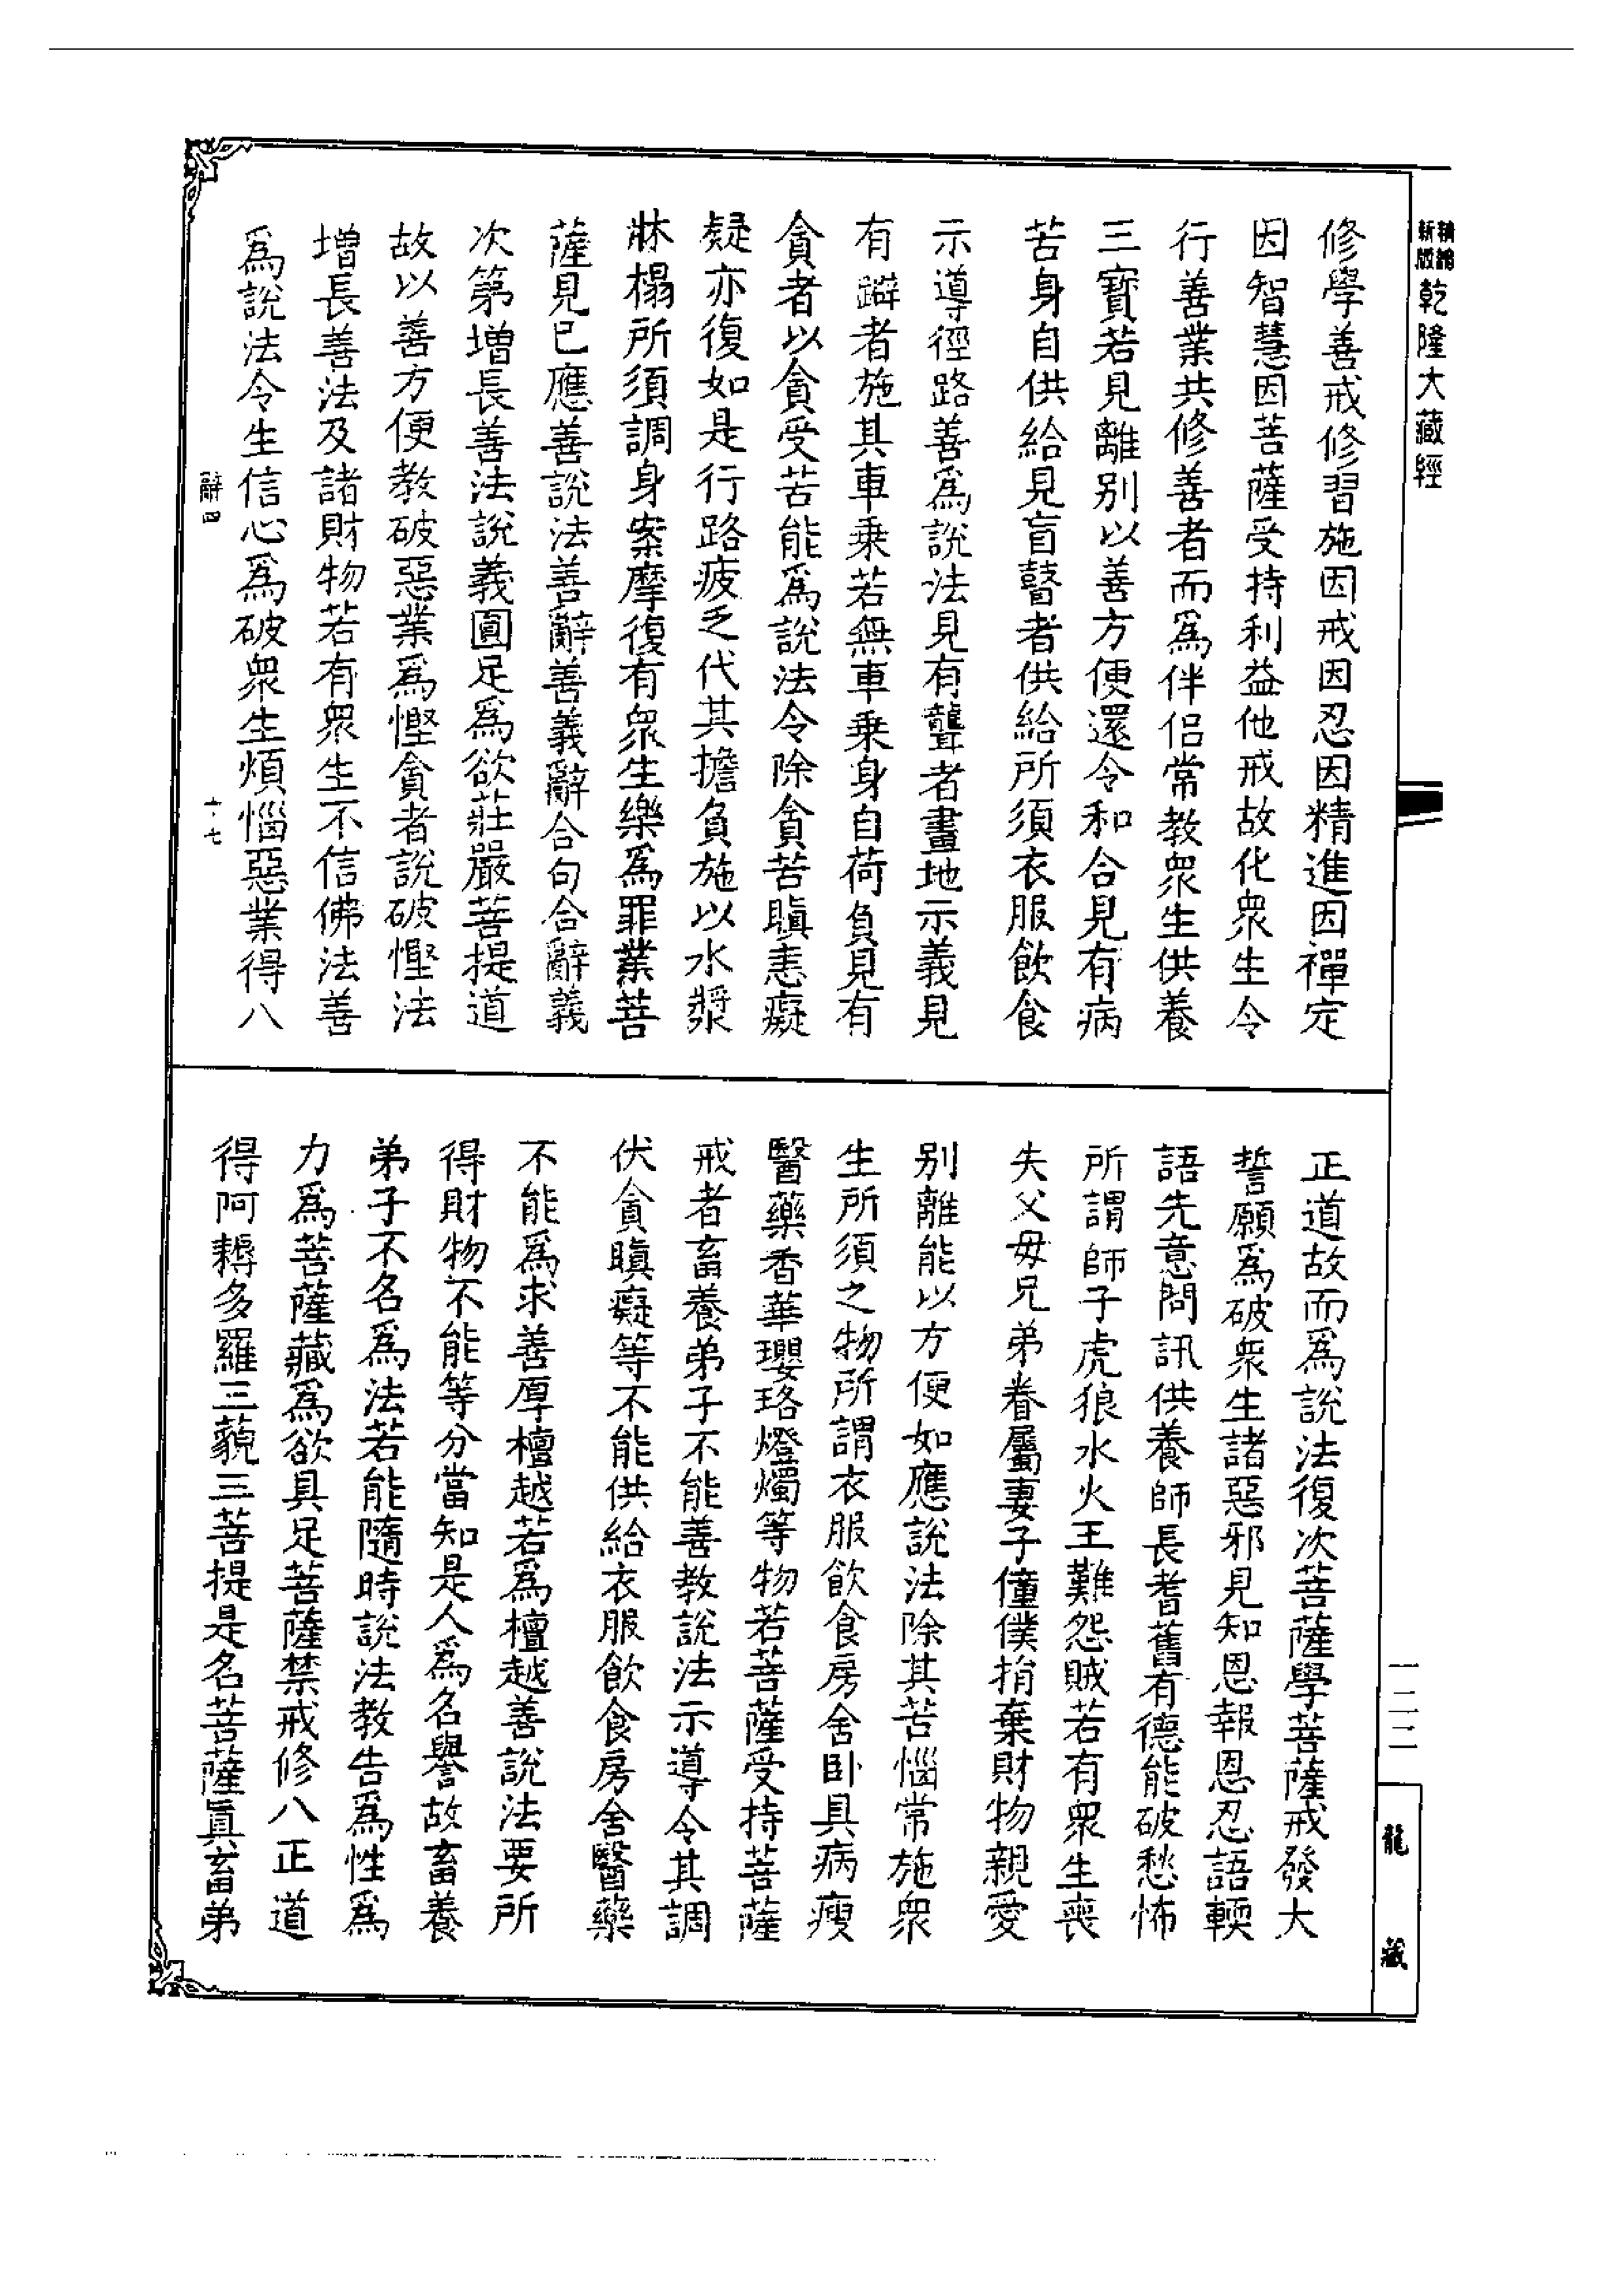 精譜
新版
乾隆大藏經
修學善戒修習施因戒因忍因精進因禪定
因智慧因菩薩受持利益他戒故化衆生令
行善業共修善者而爲伴侣常教衆生供養
三寳若見離别以善方便還令和合見有病
苦身自供給見盲瞽者供給所須衣服飲食
示導徑路善爲說法見有聾者畫地示義見
有躃者施其車乗若無車乗身自荷負見有
貪者以貪受苦能爲說法令除貪苦瞋恚癡
疑亦復如是行路疲乏代其擔負施以水漿
牀榻所須調身案摩復有衆生樂爲罪業菩
薩見已應善說法善辭善義辭合句合辭義
次第増長善法說義圓足爲欲莊嚴菩提道
故以善方便教破惡業爲慳貪者說破慳法
增長善法及諸財物若有衆生不信佛法善
爲說法令生信心爲破衆生煩惱惡業得八
辭四
十七
正道故而爲說法復次菩薩學菩薩戒發大
誓願爲破衆生諸惡邪見知恩報恩忍語輭
語先意問訊供養師長耆舊有德能破愁怖
所謂師子虎狼水火王難怨賊若有衆生喪
失父母兄弟眷屬妻子僮僕捐棄財物親愛
别離能以方便如應說法除其苦惱常施衆
生所須之物所謂衣服飲食房舍卧具病瘦
醫藥香華瓔珞燈燭等物若菩薩受持菩薩
戒者畜養弟子不能善教說法示導令其調
伏貪瞋癡等不能供給衣服飲食房舍醫藥
不能爲求善厚檀越若爲檀越善說法要所
得財物不能等分當知是人爲名譽故畜養
弟子不名爲法若能隨時說法教告爲性爲
力爲菩薩藏爲欲具足菩薩禁戒修八正道
得阿耨多羅三藐三菩提是名菩薩眞畜弟
一二二
龍藏